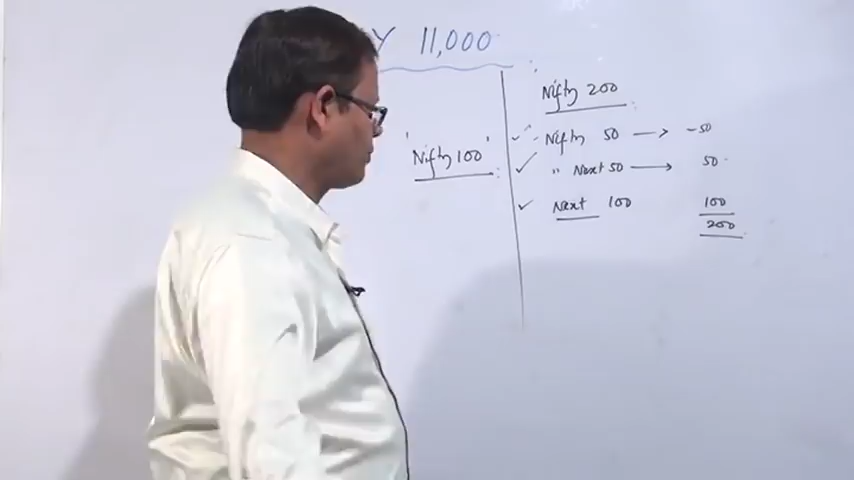 Y 11,000
Nifty 100
Nifty 200
Nifty 50 → 50
" Next 50 → 50
Next 100 100
200